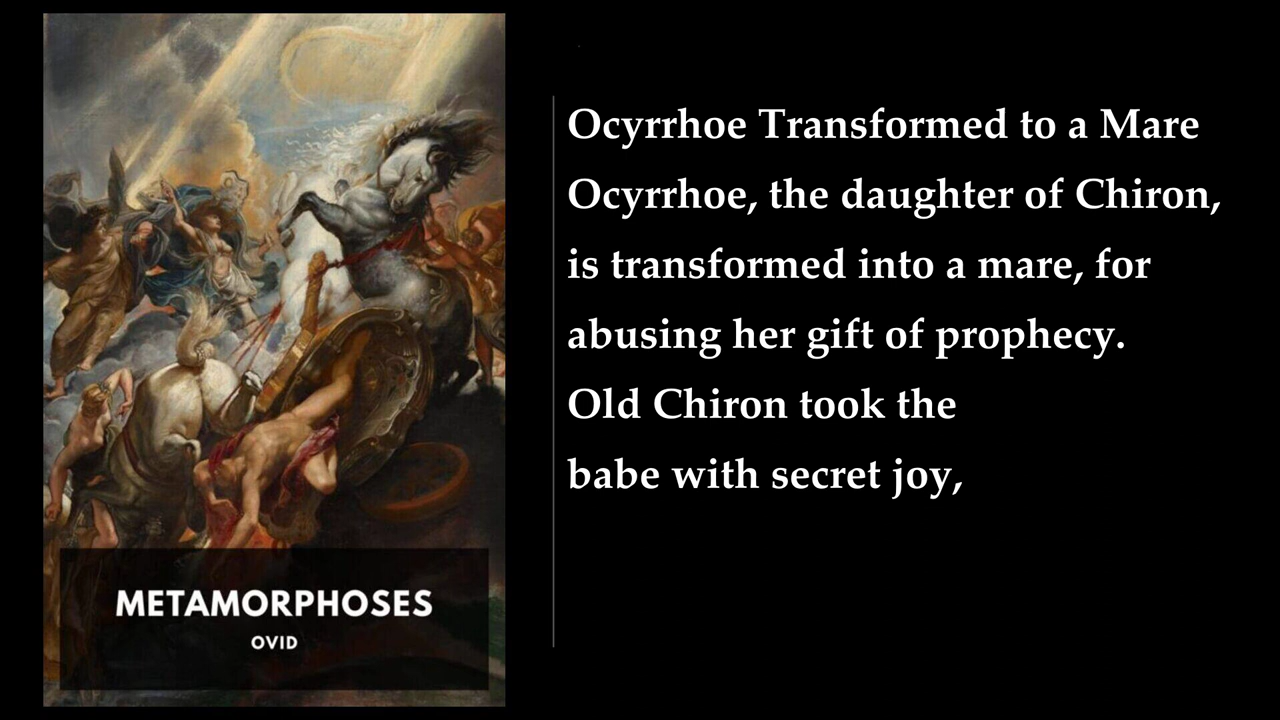 Ocyrrhoe Transformed to a Mare
Ocyrrhoe, the daughter of Chiron,
is transformed into a mare, for
abusing her gift of prophecy.
Old Chiron took the
babe with secret joy,
METAMORPHOSES
OVID